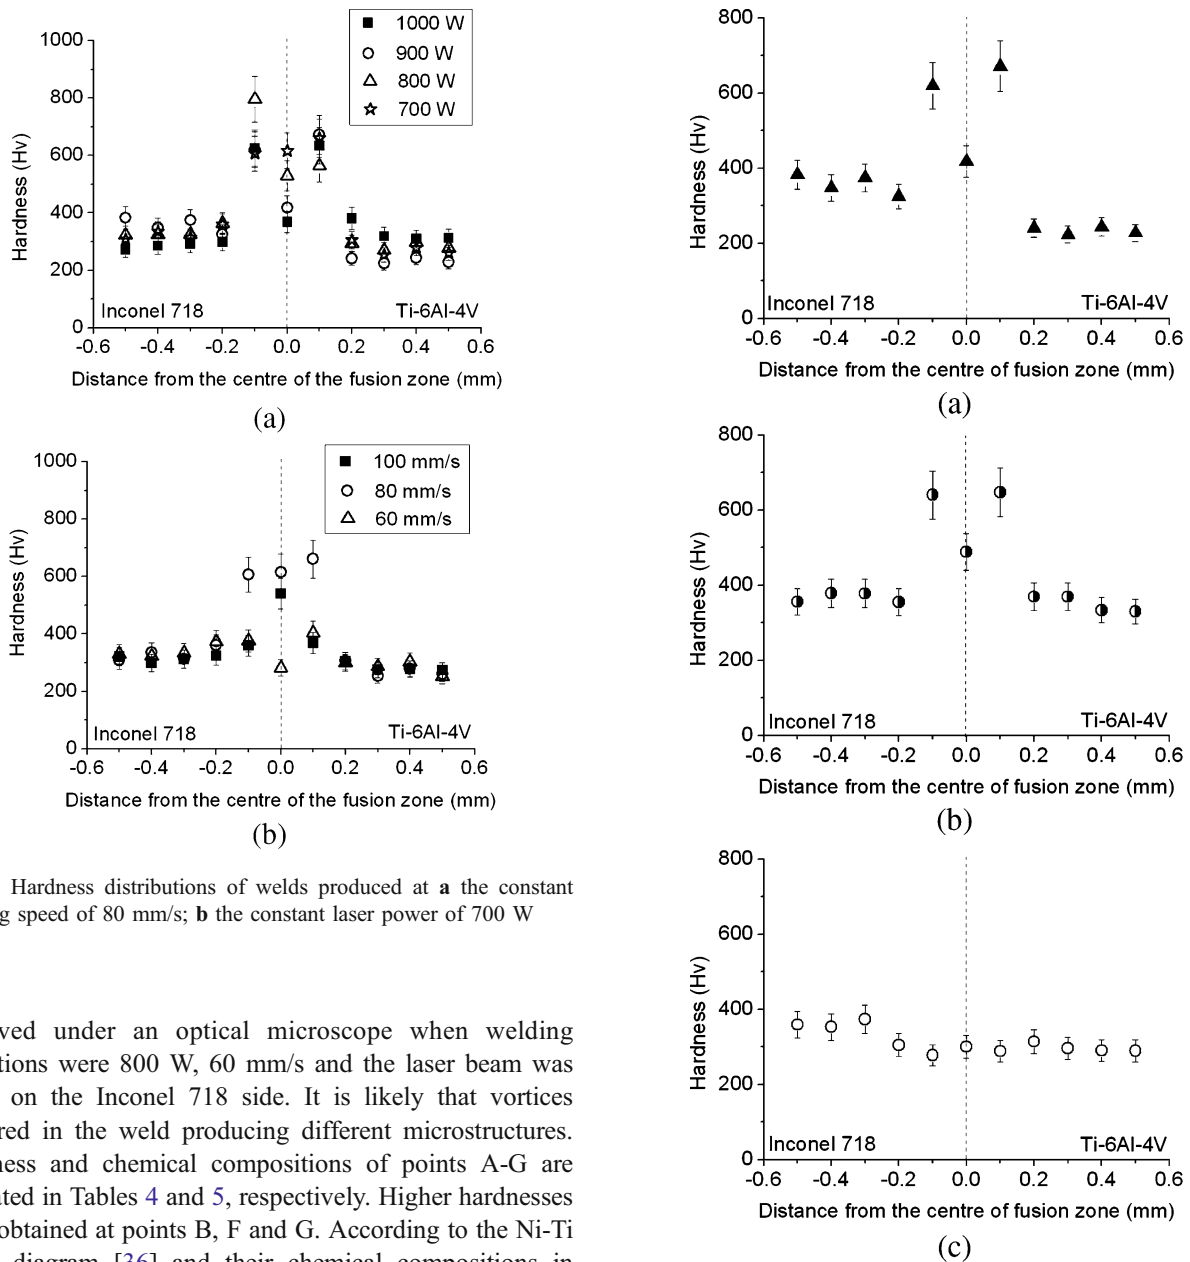 1000 W
900 W
800 W
700 W
1000
800
600
400
200
0
Hardness (Hv)
Inconel 718
Ti-6Al-4V
-0.6
-0.4
-0.2
0.0
0.2
0.4
0.6
Distance from the centre of the fusion zone (mm)
(a)
100 mm/s
80 mm/s
60 mm/s
1000
800
600
400
200
0
Hardness (Hv)
Inconel 718
Ti-6Al-4V
-0.6
-0.4
-0.2
0.0
0.2
0.4
0.6
Distance from the centre of the fusion zone (mm)
(b)
Hardness distributions of welds produced at a the constant
g speed of 80 mm/s; b the constant laser power of 700 W
ved under an optical microscope when welding
tions were 800 W, 60 mm/s and the laser beam was
on the Inconel 718 side. It is likely that vortices
red in the weld producing different microstructures.
ness and chemical compositions of points A-G are
ated in Tables 4 and 5, respectively. Higher hardnesses
obtained at points B, F and G. According to the Ni-Ti
diagram [36] and their chemical compositions in
800
600
400
200
0
Hardness (Hv)
Inconel 718
Ti-6Al-4V
-0.6
-0.4
-0.2
0.0
0.2
0.4
0.6
Distance from the centre of fusion zone (mm)
(a)
800
600
400
200
0
Hardness (Hv)
Inconel 718
Ti-6Al-4V
-0.6
-0.4
-0.2
0.0
0.2
0.4
0.6
Distance from the centre of fusion zone (mm)
(b)
800
600
400
200
0
Hardness (Hv)
Inconel 718
Ti-6Al-4V
-0.6
-0.4
-0.2
0.0
0.2
0.4
0.6
Distance from the centre of fusion zone (mm)
(c)